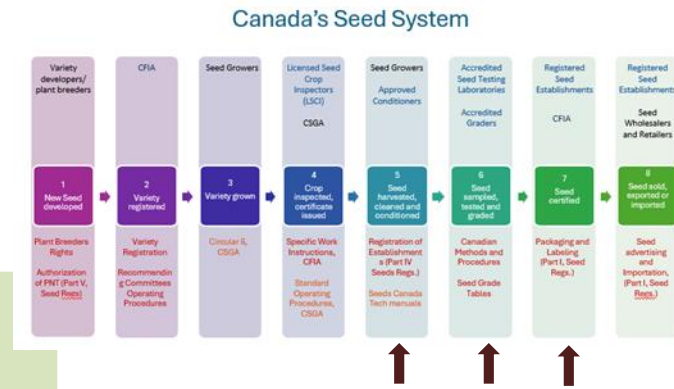 Canada's Seed System
Variety
developers/
plant breeders
CFIA
Seed Growers
Licensed Seed
Crop
Inspectors
(LSCI)
CSGA
Seed Growers
Approved
Conditioners
Accredited
Seed Testing
Laboratories
Accredited
Graders
Registered
Seed
Establishments
CFIA
Registered
Seed
Establishments
Seed
Wholesalers
and Retailers
1
New Seed
developed
2
Variety
registered
3
Variety grown
4
Crop
inspected,
certificate
issued
5
Seed
harvested,
cleaned and
conditioned
6
Seed
sampled,
tested and
graded
7
Seed
certified
8
Seed sold,
exported or
imported
Plant Breeders
Rights
Authorization
of PNT (Part V,
Seed Regs)
Variety
Registration
Recommendin
g Committees
Operating
Procedures
Circular 6,
CSGA
Specific Work
Instructions,
CFIA
Standard
Operating
Procedures,
CSGA
Registration of
Establishment
s (Part IV
Seeds Regs.)
Seeds Canada
Tech manuals
Canadian
Methods and
Procedures
Seed Grade
Tables
Packaging and
Labeling
(Part I, Seed
Regs.)
Seed
advertising
and
Importation,
(Part I, Seed
Regs.)